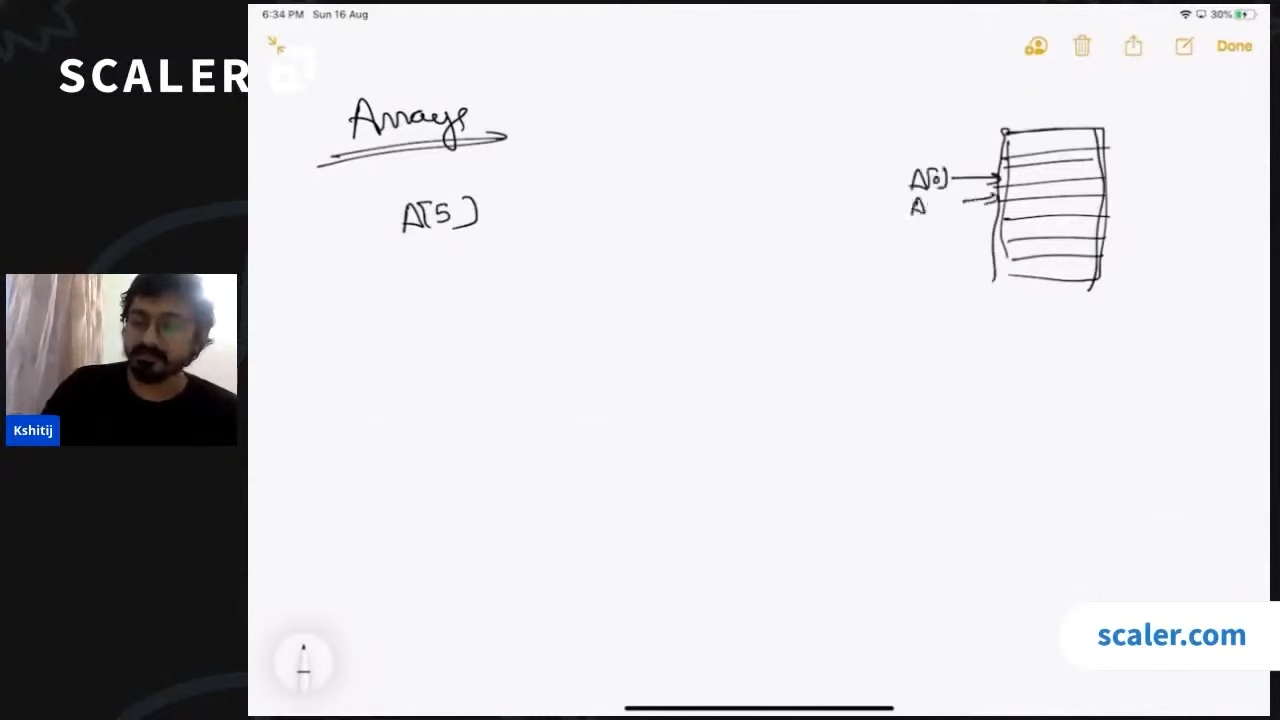 6:34 PM Sun 16 Aug
30%
Done
SCALER
Arrays
A[5]
A[0]
A
Kshitij
scaler.com